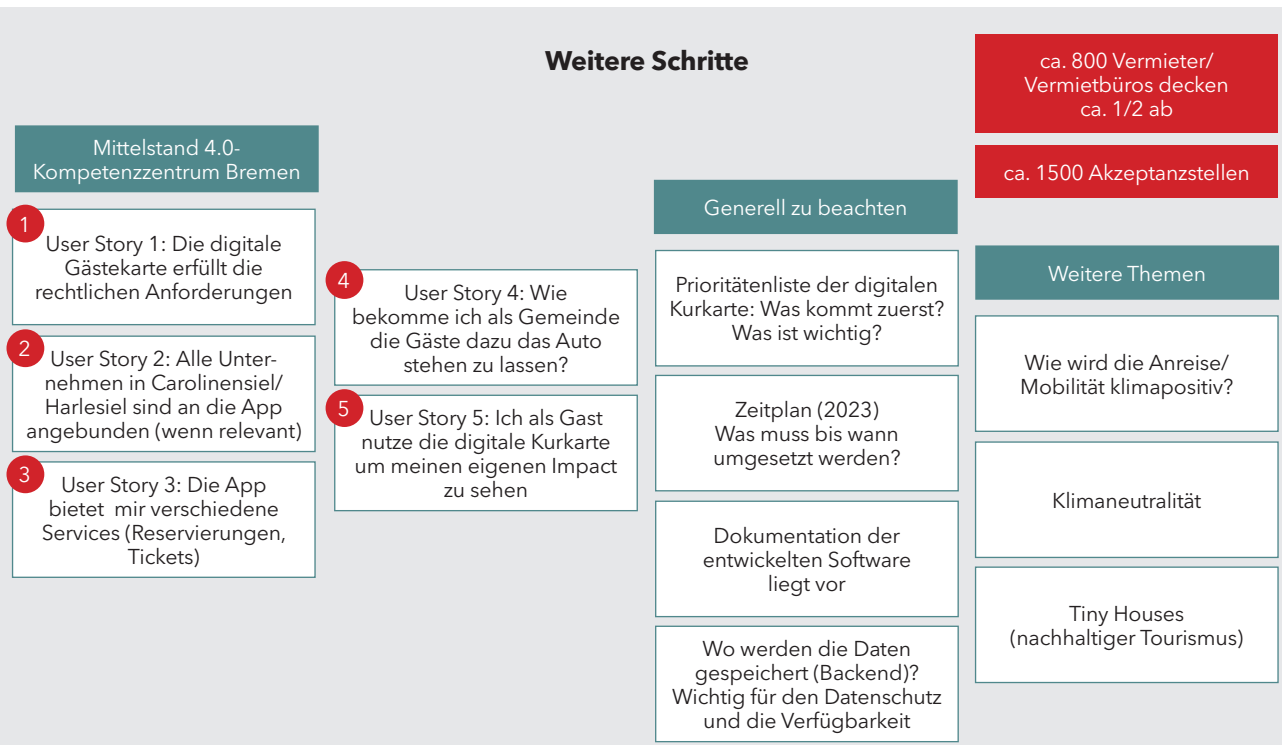 Weitere Schritte
ca. 800 Vermieter/
Vermietbüros decken
ca. 1/2 ab
ca. 1500 Akzeptanzstellen
Mittelstand 4.0-
Kompetenzzentrum Bremen
1
User Story 1: Die digitale
Gästekarte erfüllt die
rechtlichen Anforderungen
2
User Story 2: Alle Unter-
nehmen in Carolinensiel/
Harlesiel sind an die App
angebunden (wenn relevant)
3
User Story 3: Die App
bietet  mir verschiedene
Services (Reservierungen,
Tickets)
4
User Story 4: Wie
bekomme ich als Gemeinde
die Gäste dazu das Auto
stehen zu lassen?
5
User Story 5: Ich als Gast
nutze die digitale Kurkarte
um meinen eigenen Impact
zu sehen
Generell zu beachten
Prioritätenliste der digitalen
Kurkarte: Was kommt zuerst?
Was ist wichtig?
Zeitplan (2023)
Was muss bis wann
umgesetzt werden?
Dokumentation der
entwickelten Software
liegt vor
Wo werden die Daten
gespeichert (Backend)?
Wichtig für den Datenschutz
und die Verfügbarkeit
Weitere Themen
Wie wird die Anreise/
Mobilität klimapositiv?
Klimaneutralität
Tiny Houses
(nachhaltiger Tourismus)